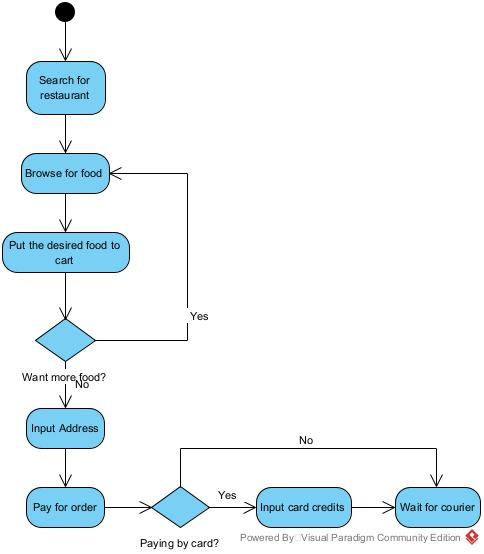 Search for
restaurant
Browse for food
Put the desired food to
cart
Yes
Want more food?
No
Input Address
No
Pay for order
Yes
Input card credits
Wait for courier
Paying by card?
Powered By Visual Paradigm Community Edition